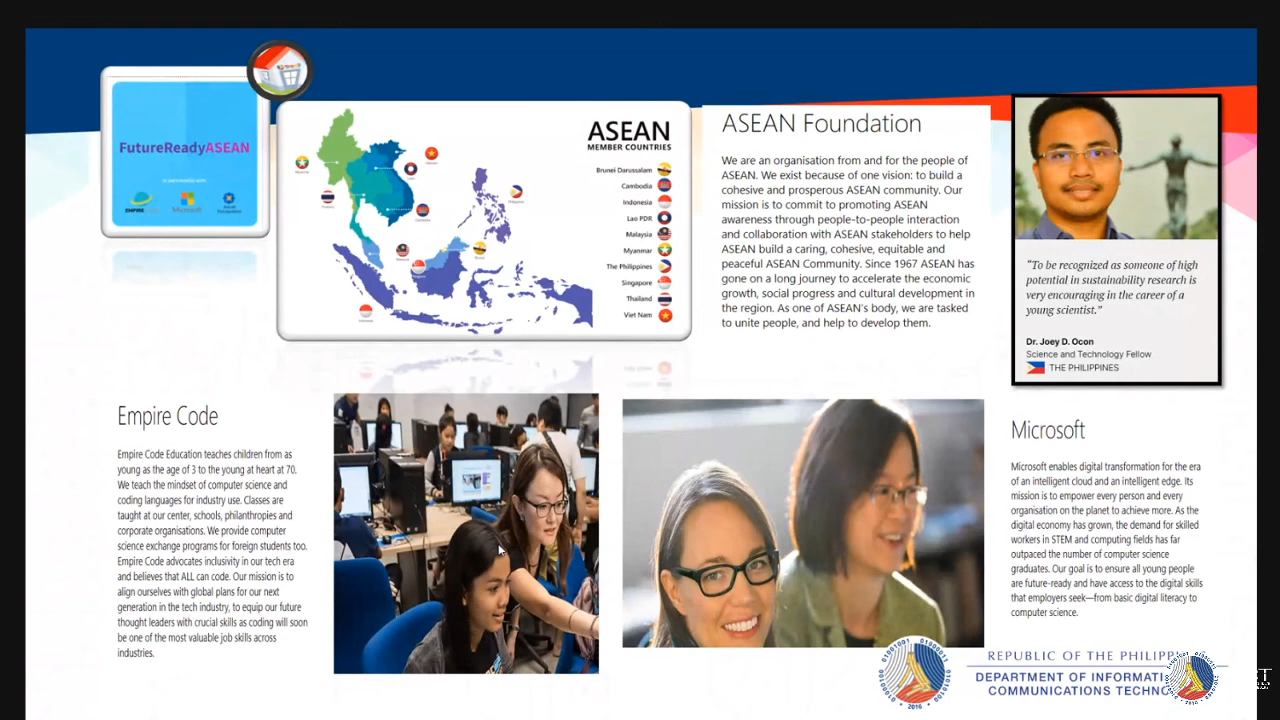 FutureReadyASEAN
in partnership with
EMPIRE
Microsoft
ASEAN
MEMBER COUNTRIES
Brunei Darussalam
Cambodia
Indonesia
Lao PDR
Malaysia
Myanmar
The Philippines
Singapore
Thailand
Viet Nam
ASEAN Foundation
We are an organisation from and for the people of
ASEAN. We exist because of one vision: to build a
cohesive and prosperous ASEAN community. Our
mission is to commit to promoting ASEAN
awareness through people-to-people interaction
and collaboration with ASEAN stakeholders to help
ASEAN build a caring, cohesive, equitable and
peaceful ASEAN Community. Since 1967 ASEAN has
gone on a long journey to accelerate the economic
growth, social progress and cultural development in
the region. As one of ASEAN's body, we are tasked
to unite people, and help to develop them.
"To be recognized as someone of high
potential in sustainability research is
very encouraging in the career of a
young scientist."
Dr. Joey D. Ocon
Science and Technology Fellow
THE PHILIPPINES
Empire Code
Empire Code Education teaches children from as
young as the age of 3 to the young at heart at 70.
We teach the mindset of computer science and
coding languages for industry use. Classes are
taught at our center, schools, philanthropies and
corporate organisations. We provide computer
science exchange programs for foreign students too.
Empire Code advocates inclusivity in our tech era
and believes that ALL can code. Our mission is to
align ourselves with global plans for our next
generation in the tech industry, to equip our future
thought leaders with crucial skills as coding will soon
be one of the most valuable job skills across
industries.
Microsoft
Microsoft enables digital transformation for the era
of an intelligent cloud and an intelligent edge. Its
mission is to empower every person and every
organisation on the planet to achieve more. As the
digital economy has grown, the demand for skilled
workers in STEM and computing fields has far
outpaced the number of computer science
graduates. Our goal is to ensure all young people
are future-ready and have access to the digital skills
that employers seek—from basic digital literacy to
computer science.
REPUBLIC OF THE PHILIPP
DEPARTMENT OF INFORMATI
COMMUNICATIONS TECHNO
2016